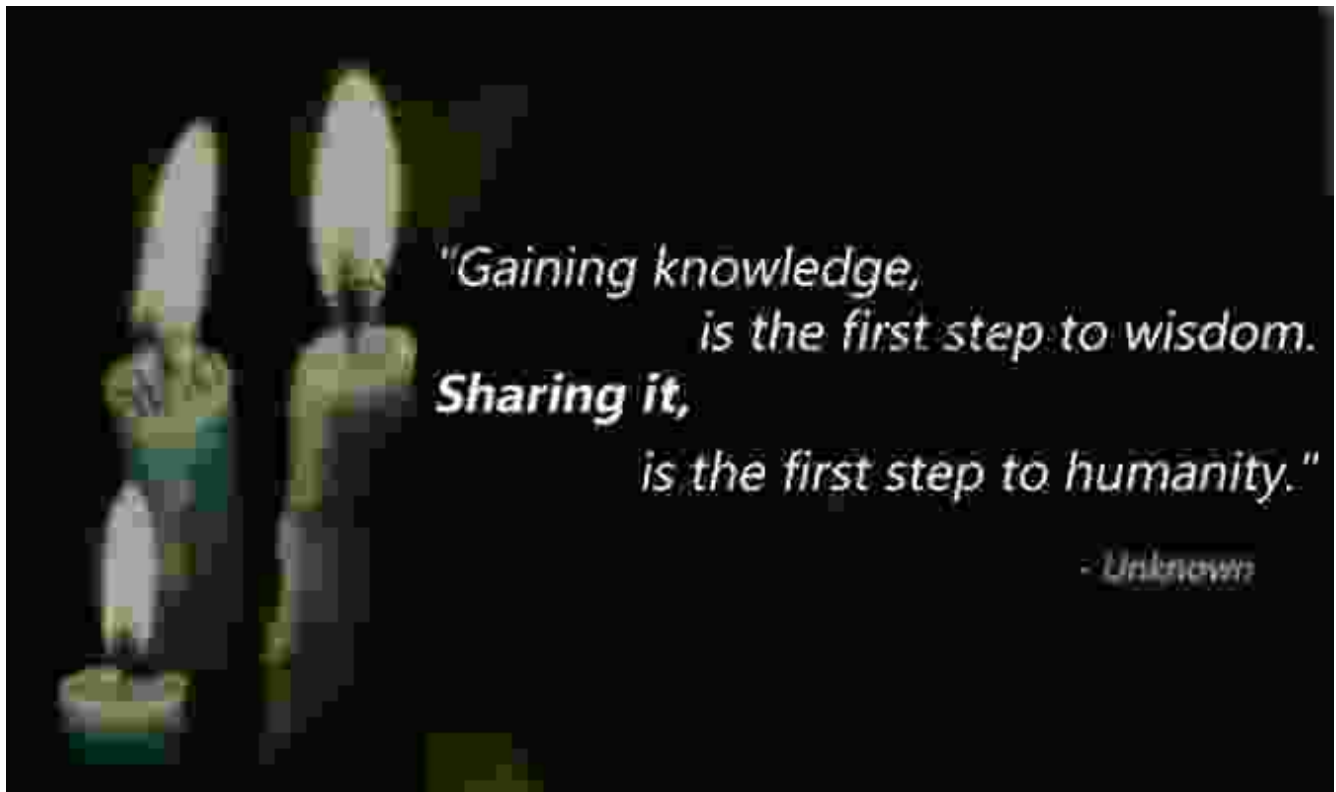 "Gaining knowledge,
is the first step to wisdom.
Sharing it,
is the first step to humanity."
- Unknown